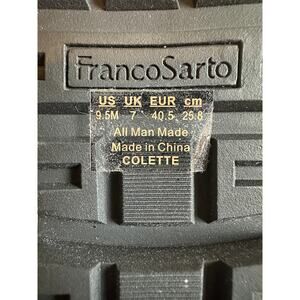 FrancoSarto
US UK EUR cm
9.5M 7 40.5 25.8
All Man Made
Made in China
COLETTE